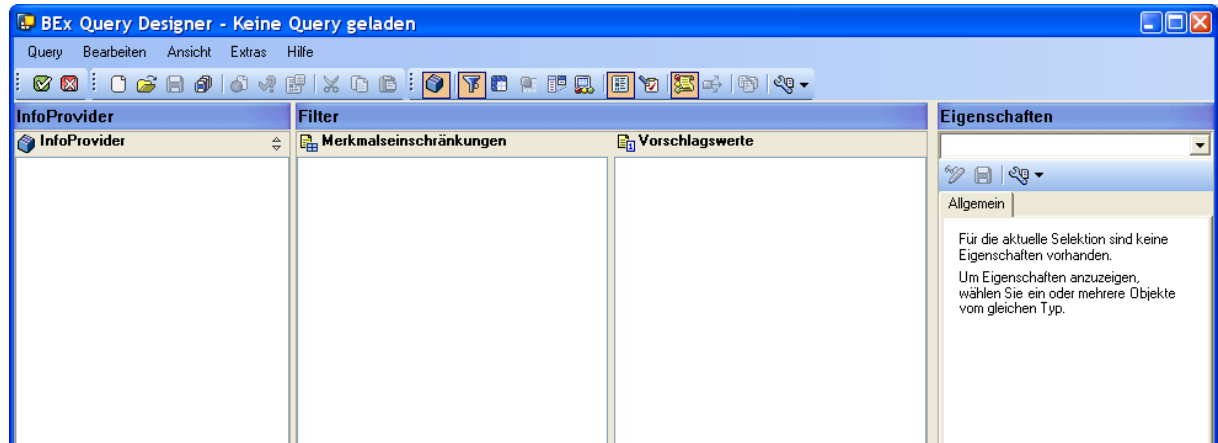 BEx Query Designer - Keine Query geladen
Query Bearbeiten Ansicht Extras Hilfe
InfoProvider
Filter
Eigenschaften
InfoProvider
Merkmalseinschränkungen
Vorschlagswerte
Allgemein
Für die aktuelle Selektion sind keine
Eigenschaften vorhanden.
Um Eigenschaften anzuzeigen,
wählen Sie ein oder mehrere Objekte
vom gleichen Typ.